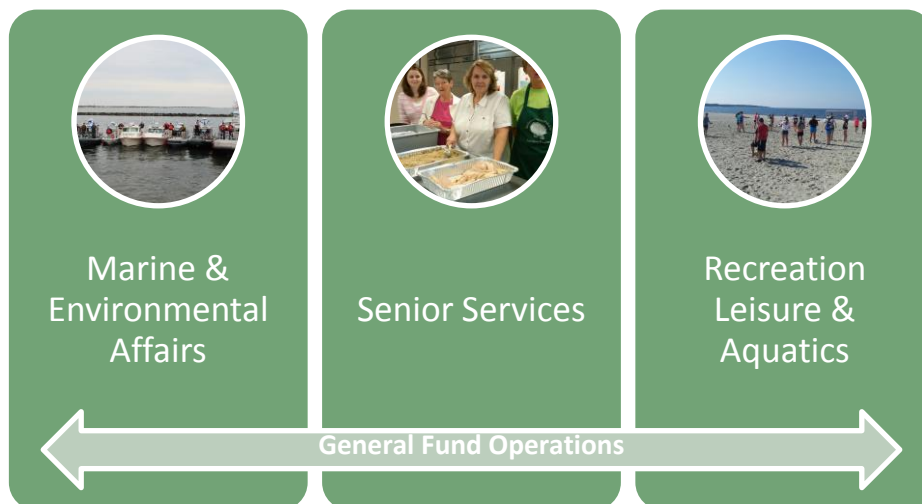 Marine &
Environmental
Affairs
Senior Services
Recreation
Leisure &
Aquatics
General Fund Operations